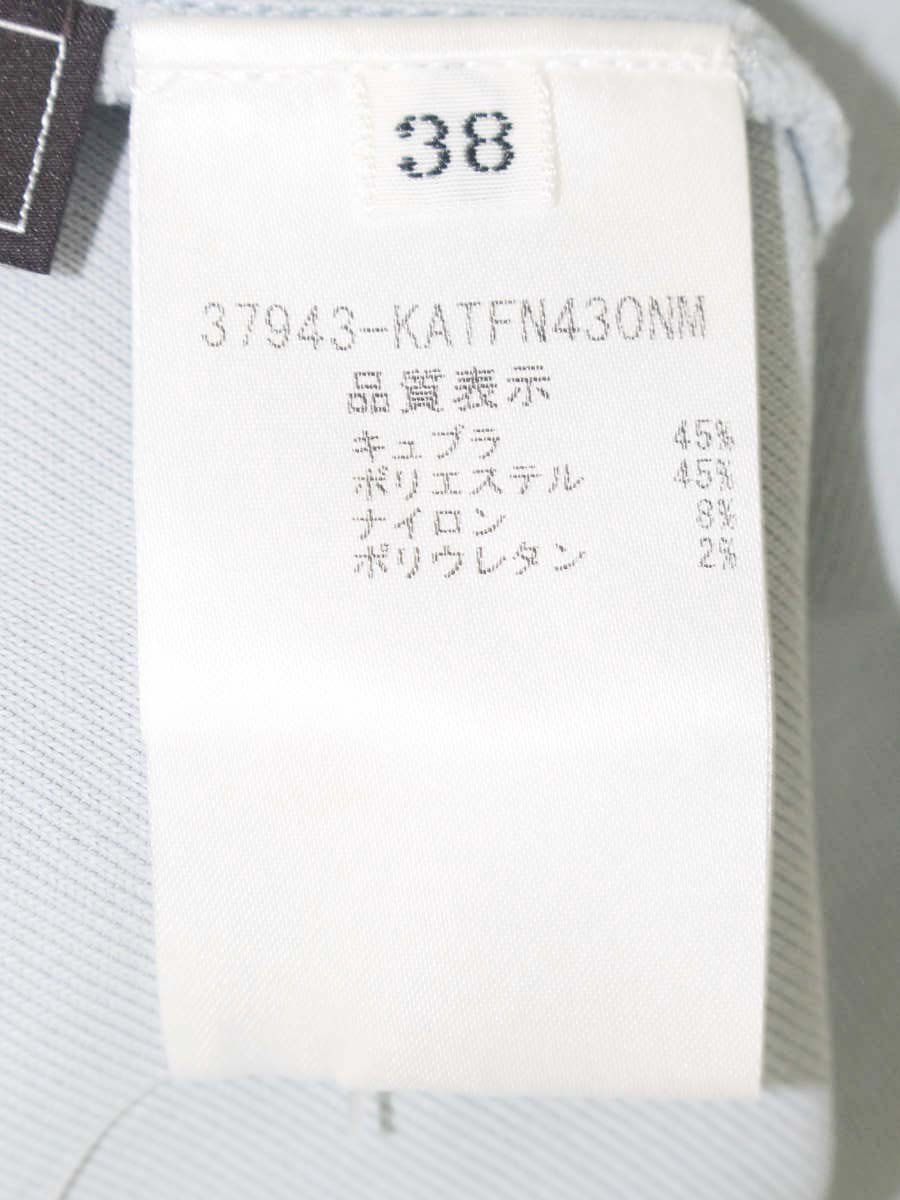 38
37943-KATFN430NM
品質表示
キュプラ 45%
ポリエステル 45%
ナイロン 8%
ポリウレタン 2%